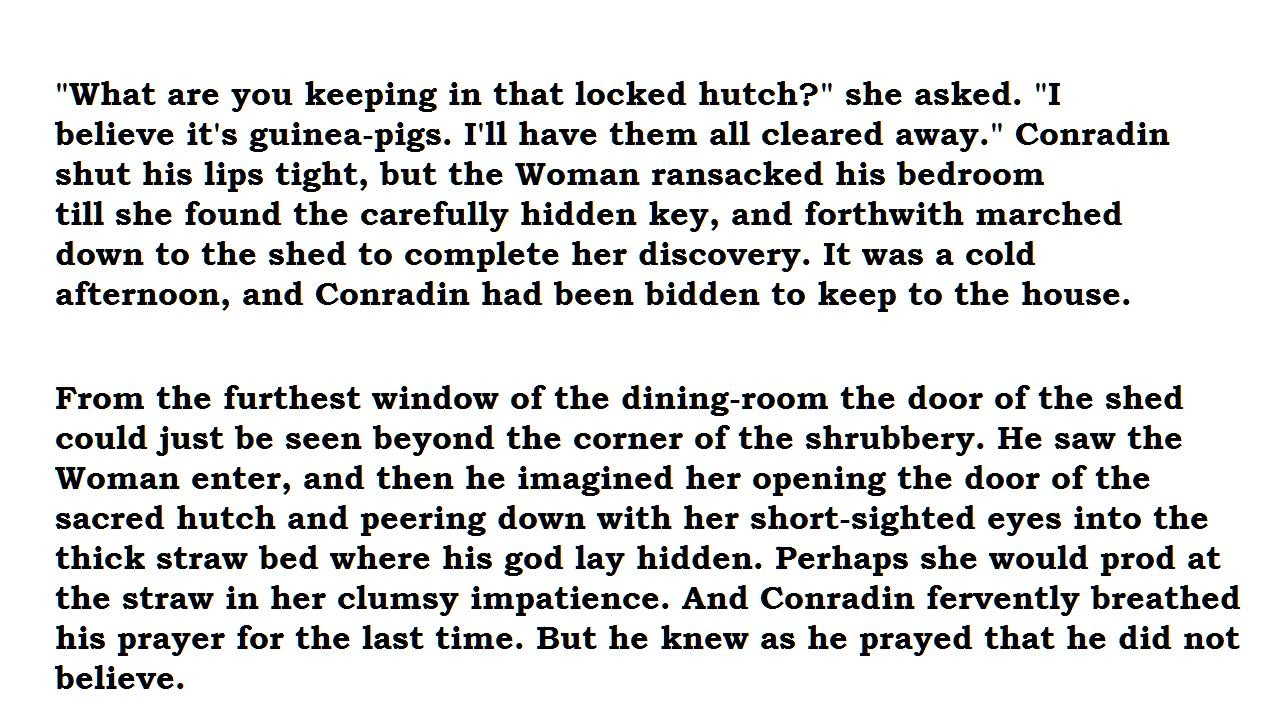 "What are you keeping in that locked hutch?" she asked. "I
believe it's guinea-pigs. I'll have them all cleared away." Conradin
shut his lips tight, but the Woman ransacked his bedroom
till she found the carefully hidden key, and forthwith marched
down to the shed to complete her discovery. It was a cold
afternoon, and Conradin had been bidden to keep to the house.
From the furthest window of the dining-room the door of the shed
could just be seen beyond the corner of the shrubbery. He saw the
Woman enter, and then he imagined her opening the door of the
sacred hutch and peering down with her short-sighted eyes into the
thick straw bed where his god lay hidden. Perhaps she would prod at
the straw in her clumsy impatience. And Conradin fervently breathed
his prayer for the last time. But he knew as he prayed that he did not
believe.